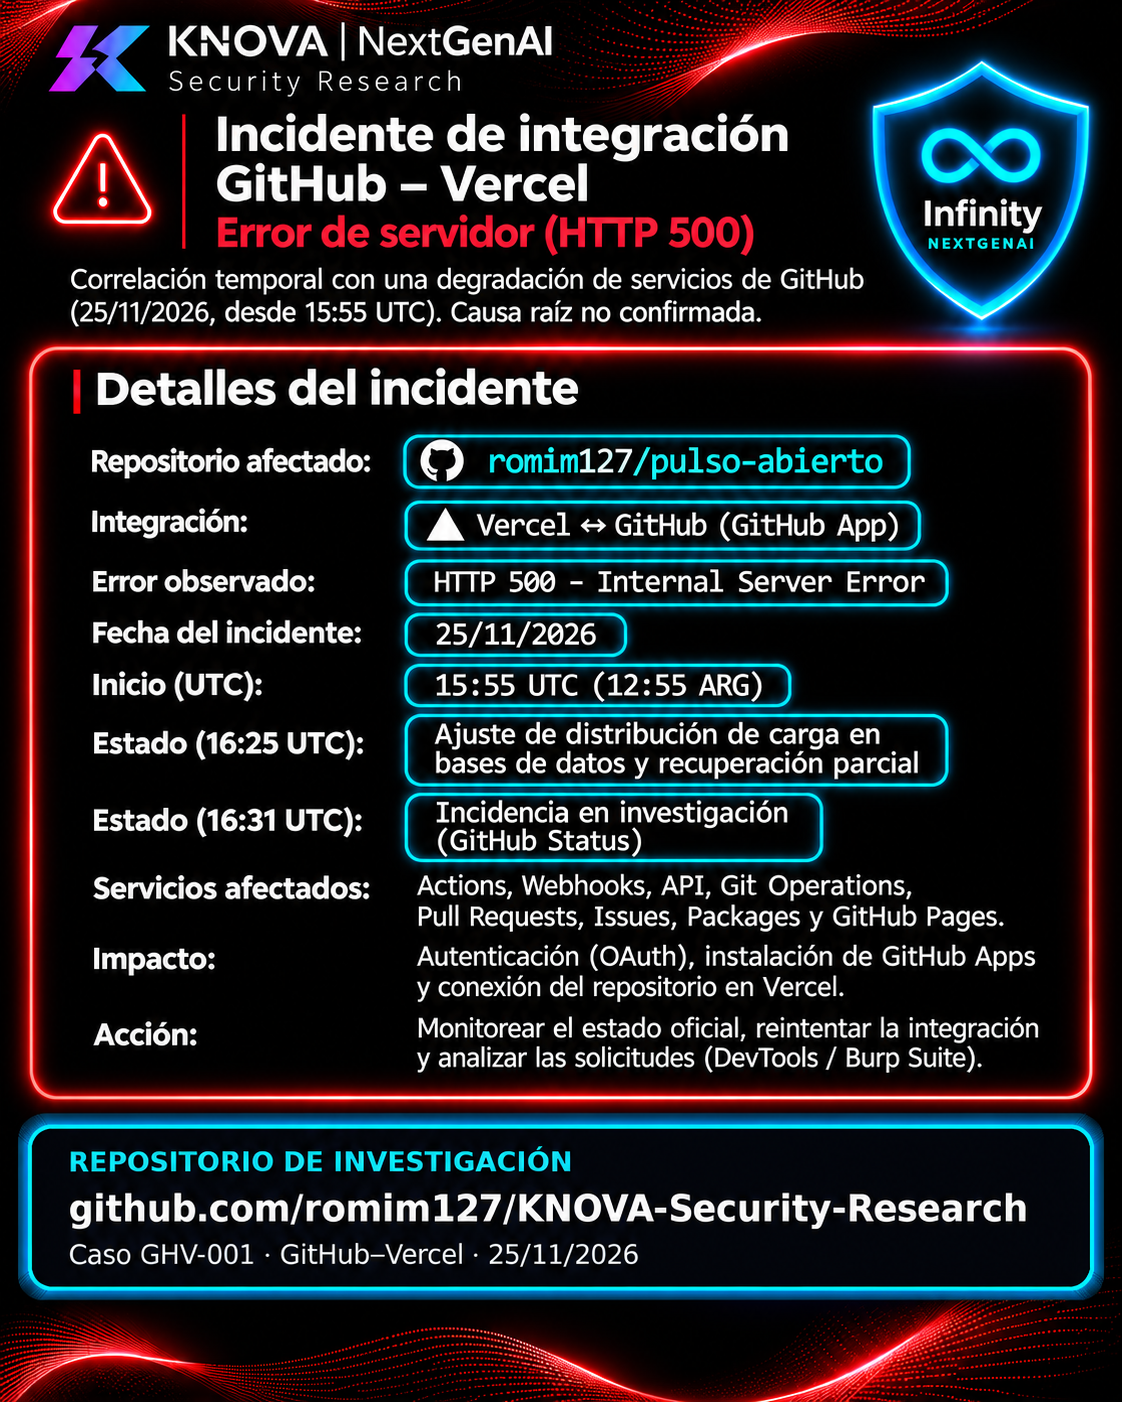 KNOVA | NextGenAI
Security Research
Incidente de integración
GitHub – Vercel
Error de servidor (HTTP 500)
Correlación temporal con una degradación de servicios de GitHub
(25/11/2026, desde 15:55 UTC). Causa raíz no confirmada.
Infinity
NEXTGENAI
Detalles del incidente
Repositorio afectado: romim127/pulso-abierto
Integración: Vercel ↔ GitHub (GitHub App)
Error observado: HTTP 500 – Internal Server Error
Fecha del incidente: 25/11/2026
Inicio (UTC): 15:55 UTC (12:55 ARG)
Estado (16:25 UTC): Ajuste de distribución de carga en
bases de datos y recuperación parcial
Estado (16:31 UTC): Incidencia en investigación
(GitHub Status)
Servicios afectados: Actions, Webhooks, API, Git Operations,
Pull Requests, Issues, Packages y GitHub Pages.
Impacto: Autenticación (OAuth), instalación de GitHub Apps
y conexión del repositorio en Vercel.
Acción: Monitorear el estado oficial, reintentar la integración
y analizar las solicitudes (DevTools / Burp Suite).
REPOSITORIO DE INVESTIGACIÓN
github.com/romim127/KNOVA-Security-Research
Caso GHV-001 · GitHub–Vercel · 25/11/2026